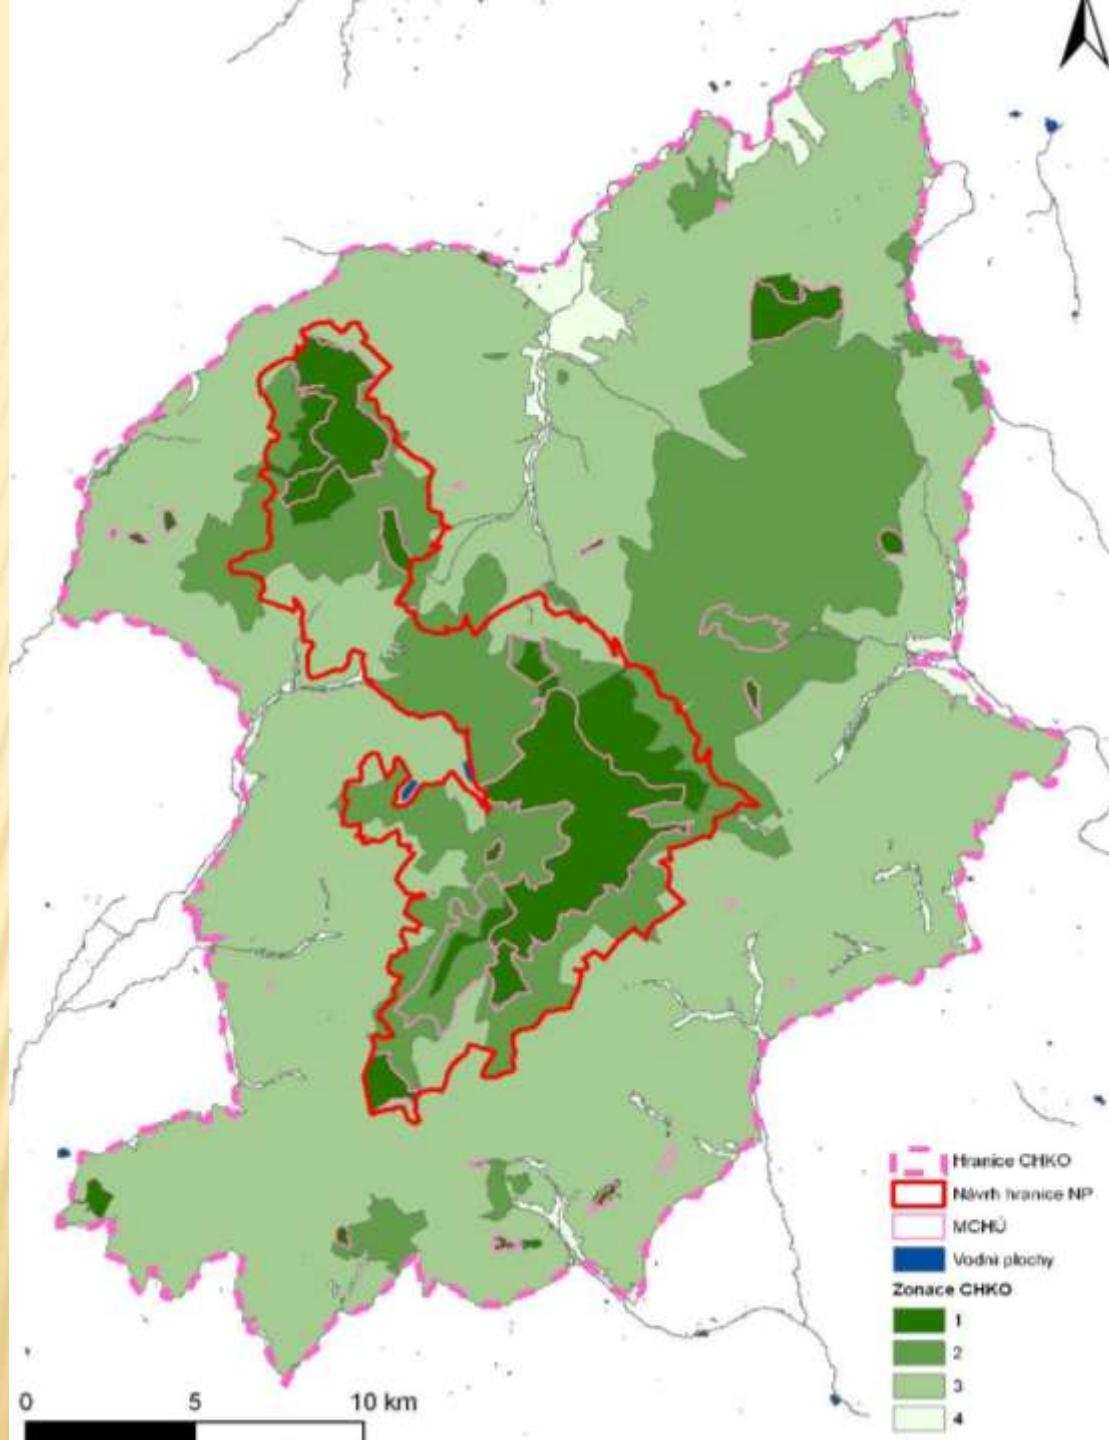 Hranice CHKO
Návrh hranice NP
MCHÚ
Vodní plochy
Zonace CHKO
1
2
3
4
0 5 10 km